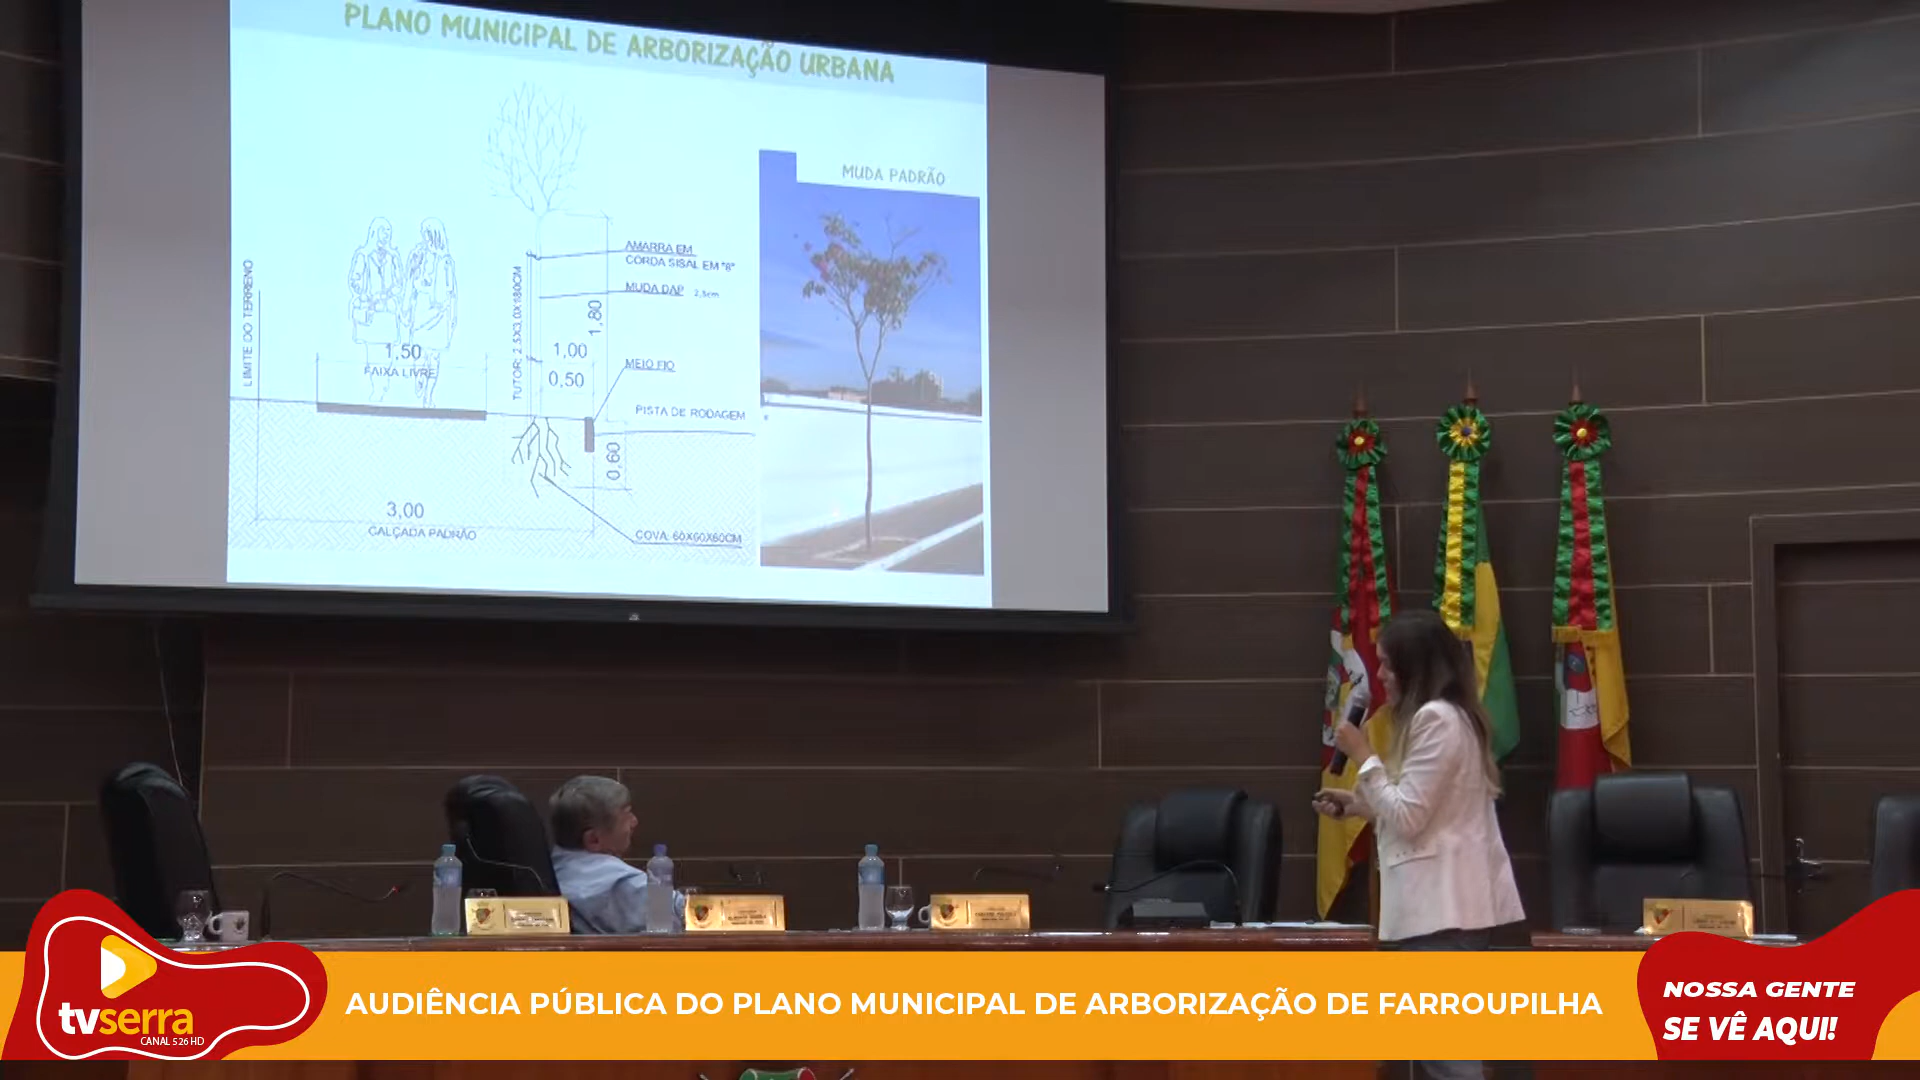 PLANO MUNICIPAL DE ARBORIZAÇÃO URBANA
MUDA PADRÃO
AMARRA EM
CORDA SISAL EM "8"
MUDA DAP 2,5cm
LIMITE DO TERRENO
TUTOR; 2.5X3.0X180CM
1,80
1,50
FAIXA LIVRE
1,00
0,50
MEIO FIO
PISTA DE RODAGEM
0,60
3,00
CALÇADA PADRÃO
COVA: 60X60X60CM
tvserra
CANAL 526 HD
AUDIÊNCIA PÚBLICA DO PLANO MUNICIPAL DE ARBORIZAÇÃO DE FARROUPILHA
NOSSA GENTE
SE VÊ AQUI!